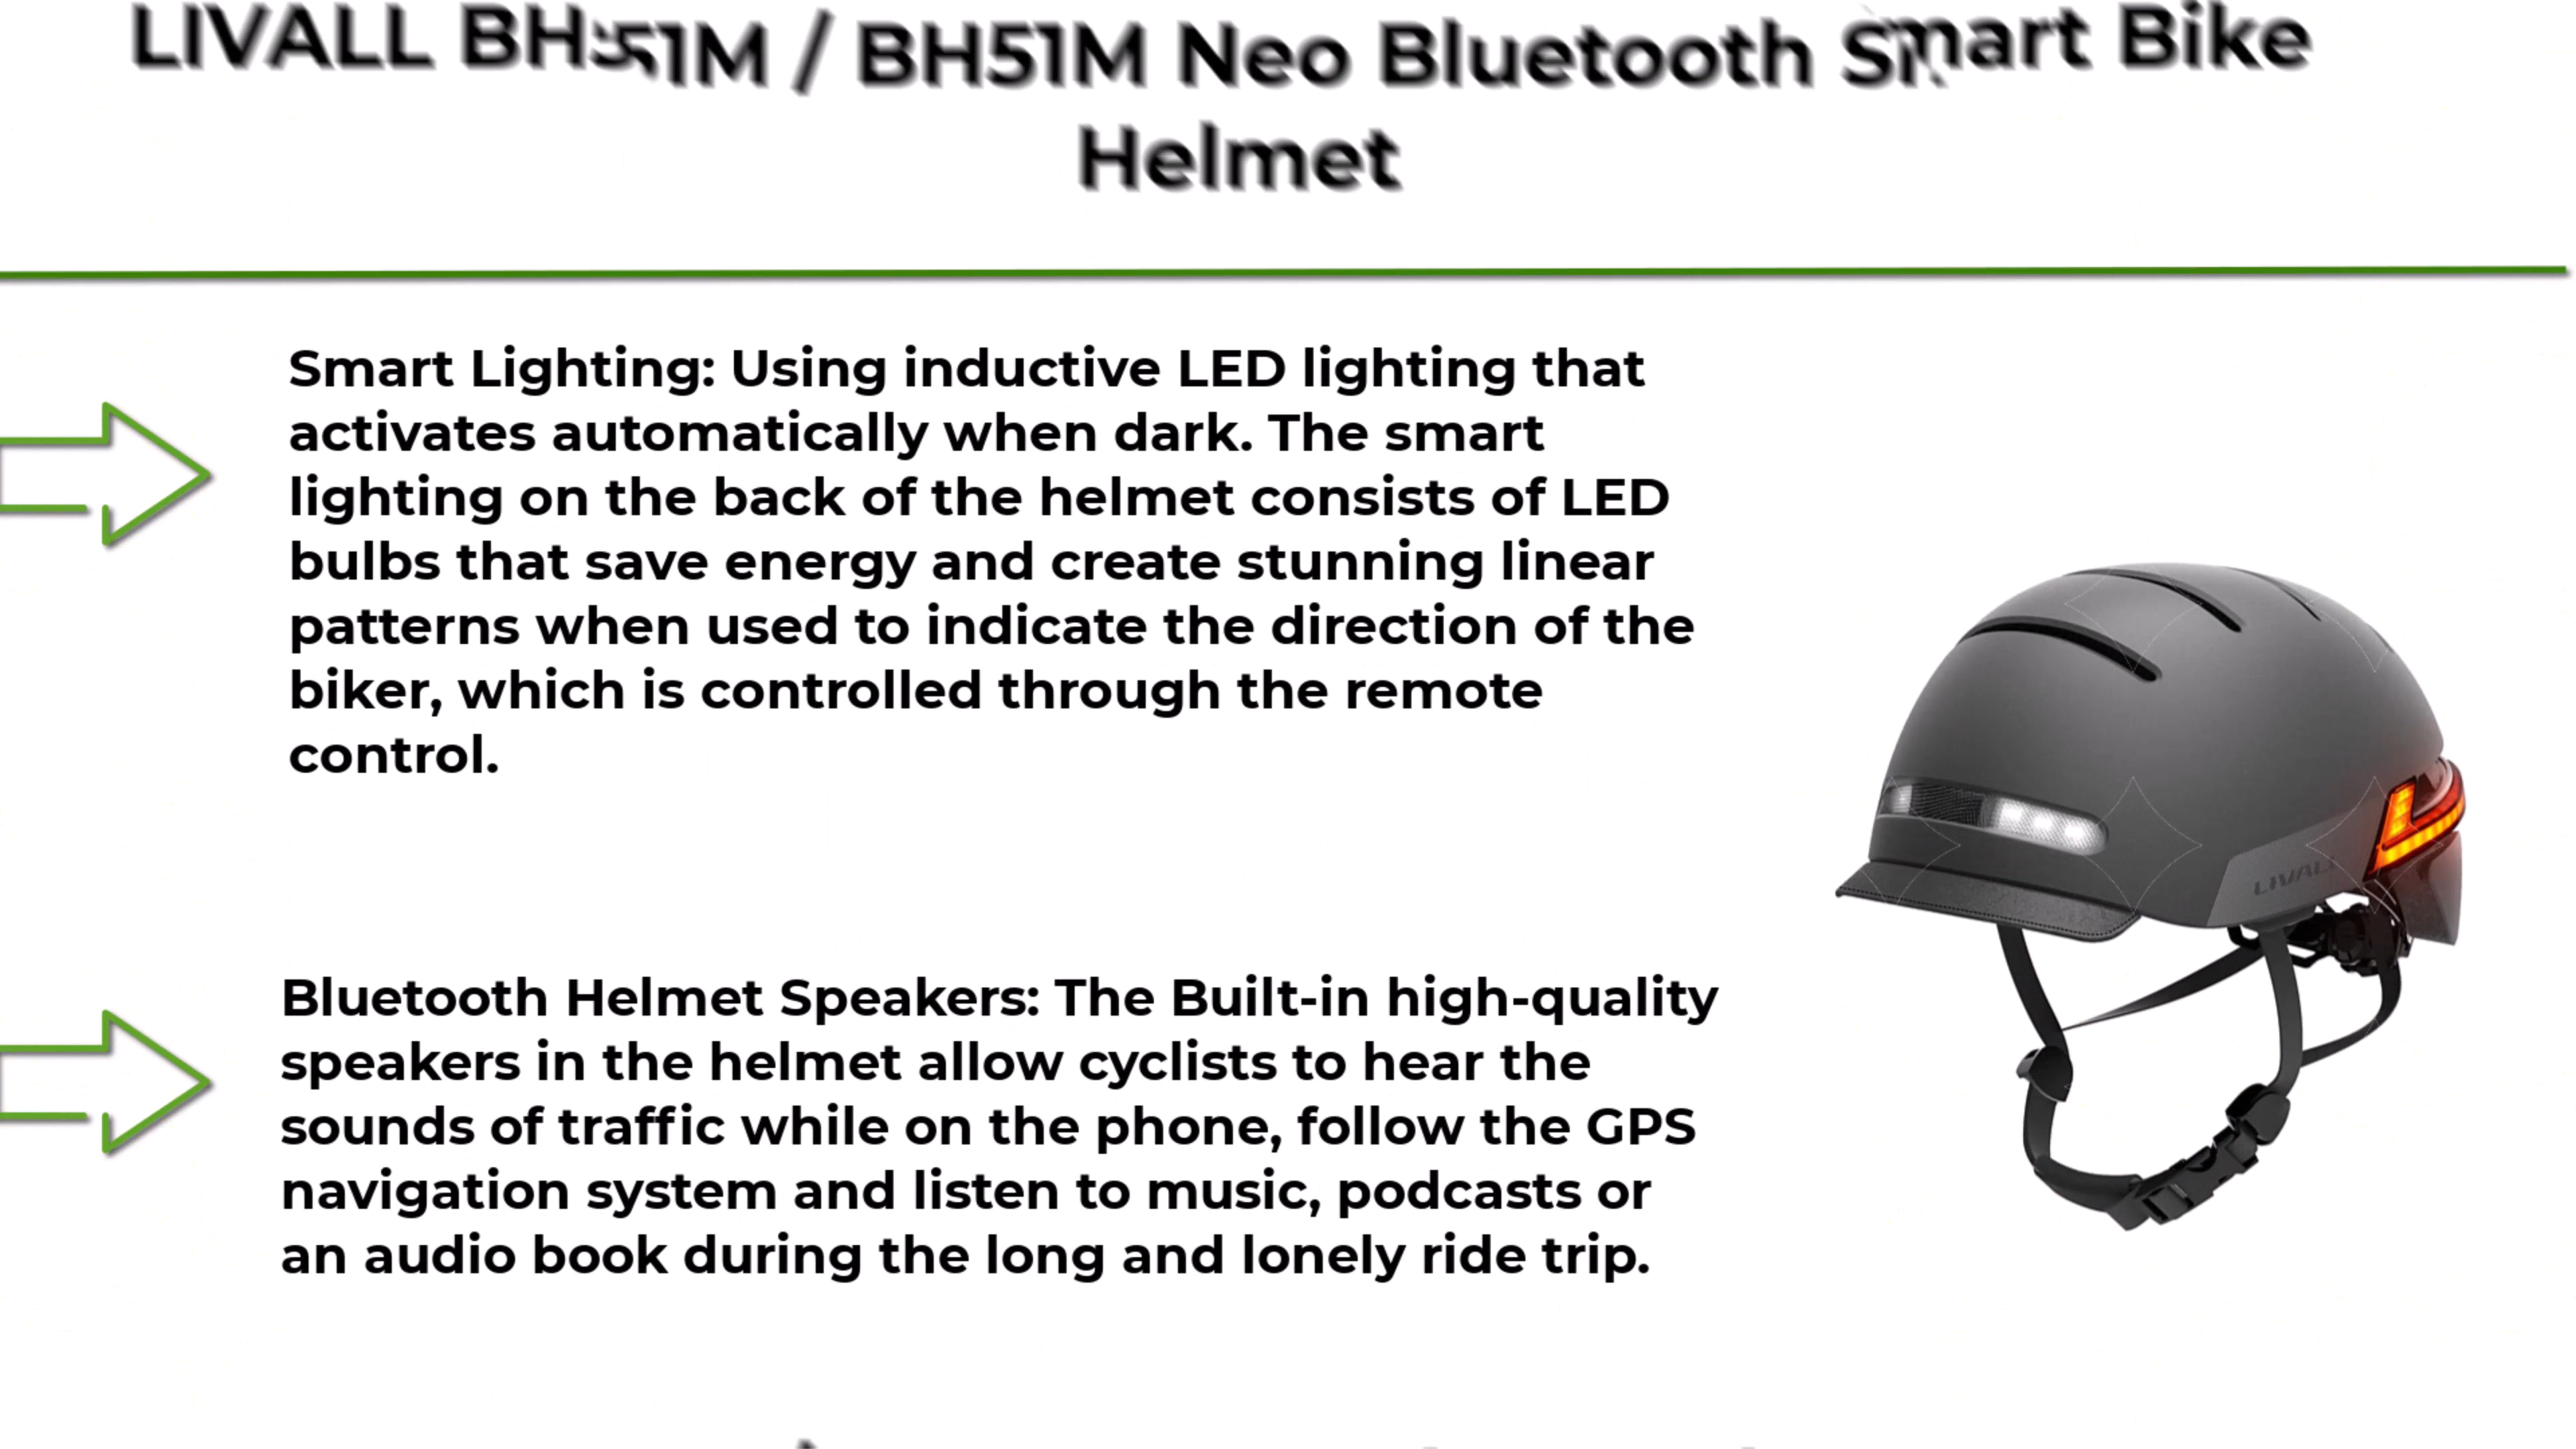 LIVALL BH51M / BH51M Neo Bluetooth Smart Bike
Helmet
Smart Lighting: Using inductive LED lighting that
activates automatically when dark. The smart
lighting on the back of the helmet consists of LED
bulbs that save energy and create stunning linear
patterns when used to indicate the direction of the
biker, which is controlled through the remote
control.
LIVALL
Bluetooth Helmet Speakers: The Built-in high-quality
speakers in the helmet allow cyclists to hear the
sounds of traffic while on the phone, follow the GPS
navigation system and listen to music, podcasts or
an audio book during the long and lonely ride trip.